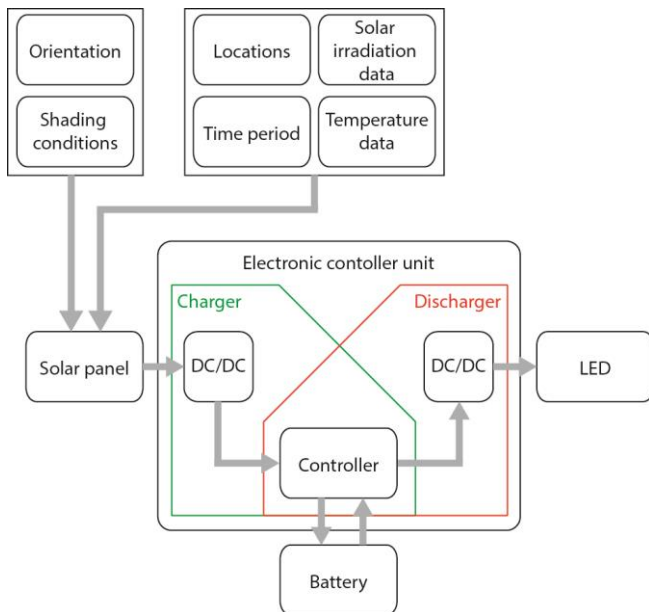 Orientation
Shading
conditions
Locations
Solar
irradiation
data
Time period
Temperature
data
Electronic contoller unit
Charger
Discharger
Solar panel
DC/DC
DC/DC
LED
Controller
Battery